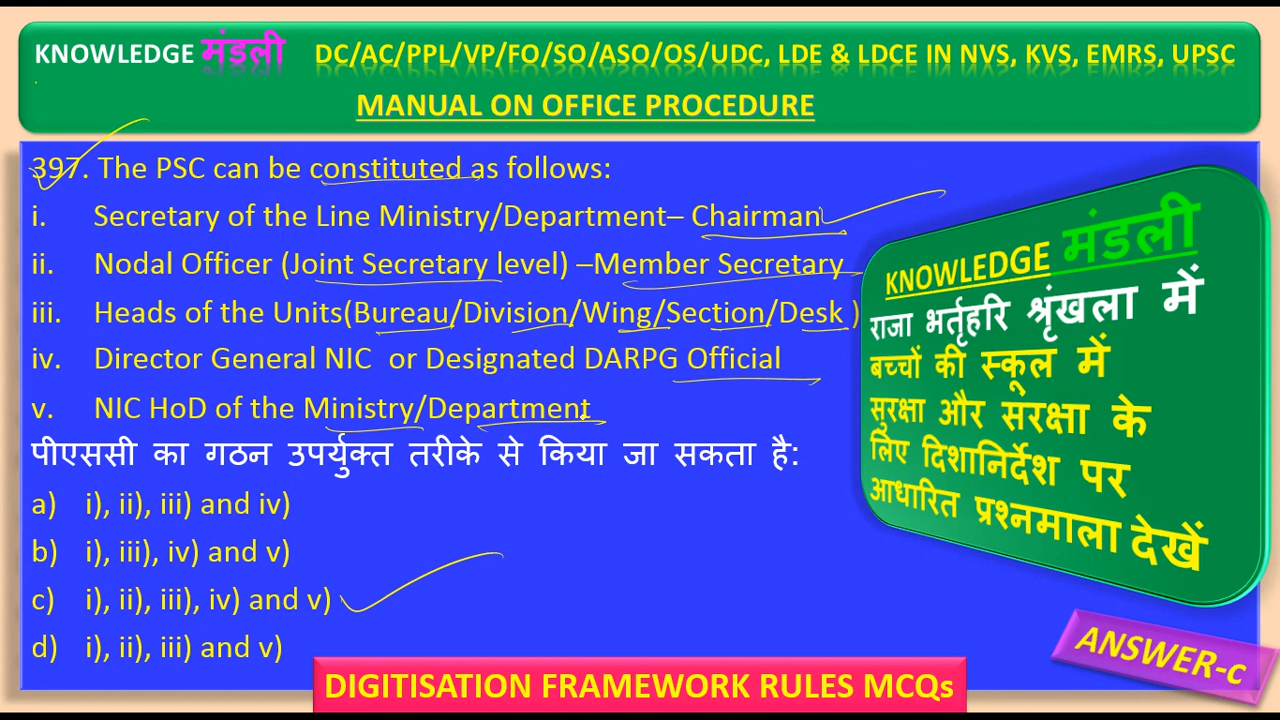 KNOWLEDGE मंडली DC/AC/PPL/VP/FO/SO/ASO/OS/UDC, LDE & LDCE IN NVS, KVS, EMRS, UPSC
MANUAL ON OFFICE PROCEDURE
397. The PSC can be constituted as follows:
i. Secretary of the Line Ministry/Department– Chairman
ii. Nodal Officer (Joint Secretary level) –Member Secretary
iii. Heads of the Units(Bureau/Division/Wing/Section/Desk )
iv. Director General NIC or Designated DARPG Official
v. NIC HoD of the Ministry/Department
पीएससी का गठन उपर्युक्त तरीके से किया जा सकता है:
a) i), ii), iii) and iv)
b) i), iii), iv) and v)
c) i), ii), iii), iv) and v)
d) i), ii), iii) and v)
KNOWLEDGE मंडली
राजा भर्तृहरि श्रृंखला में
बच्चों की स्कूल में
सुरक्षा और संरक्षा के
लिए दिशानिर्देश पर
आधारित प्रश्नमाला देखें
ANSWER-c
DIGITISATION FRAMEWORK RULES MCQs